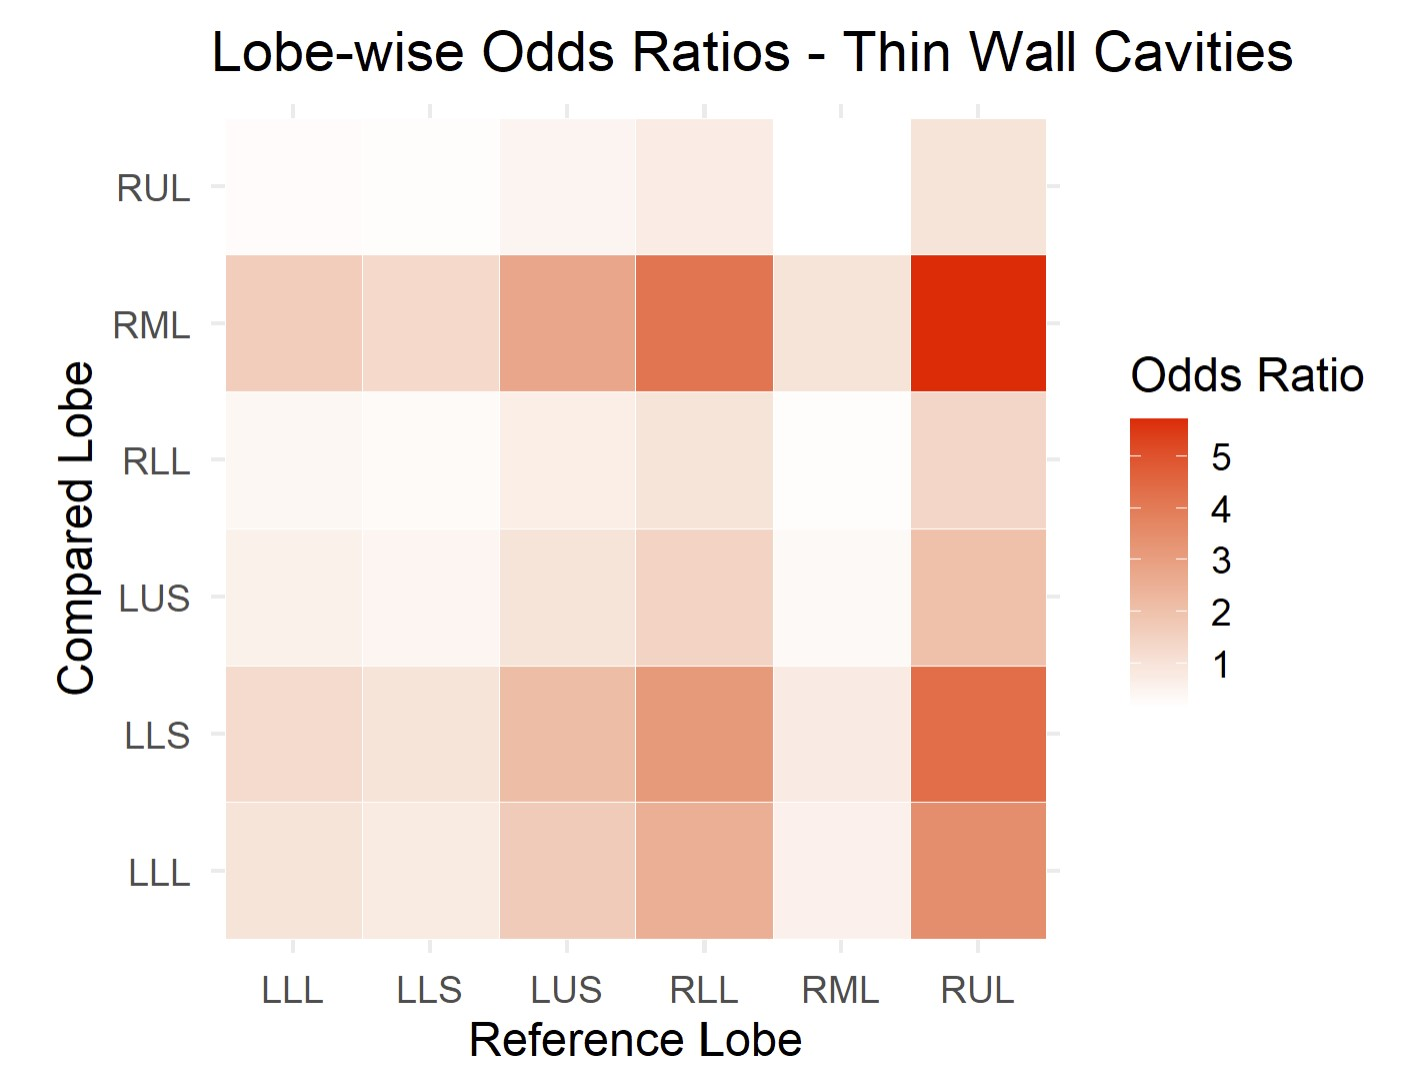 Lobe-wise Odds Ratios - Thin Wall Cavities
Compared Lobe
RUL
RML
RLL
LUS
LLS
LLL
LLL LLS LUS RLL RML RUL
Reference Lobe
Odds Ratio
5
4
3
2
1